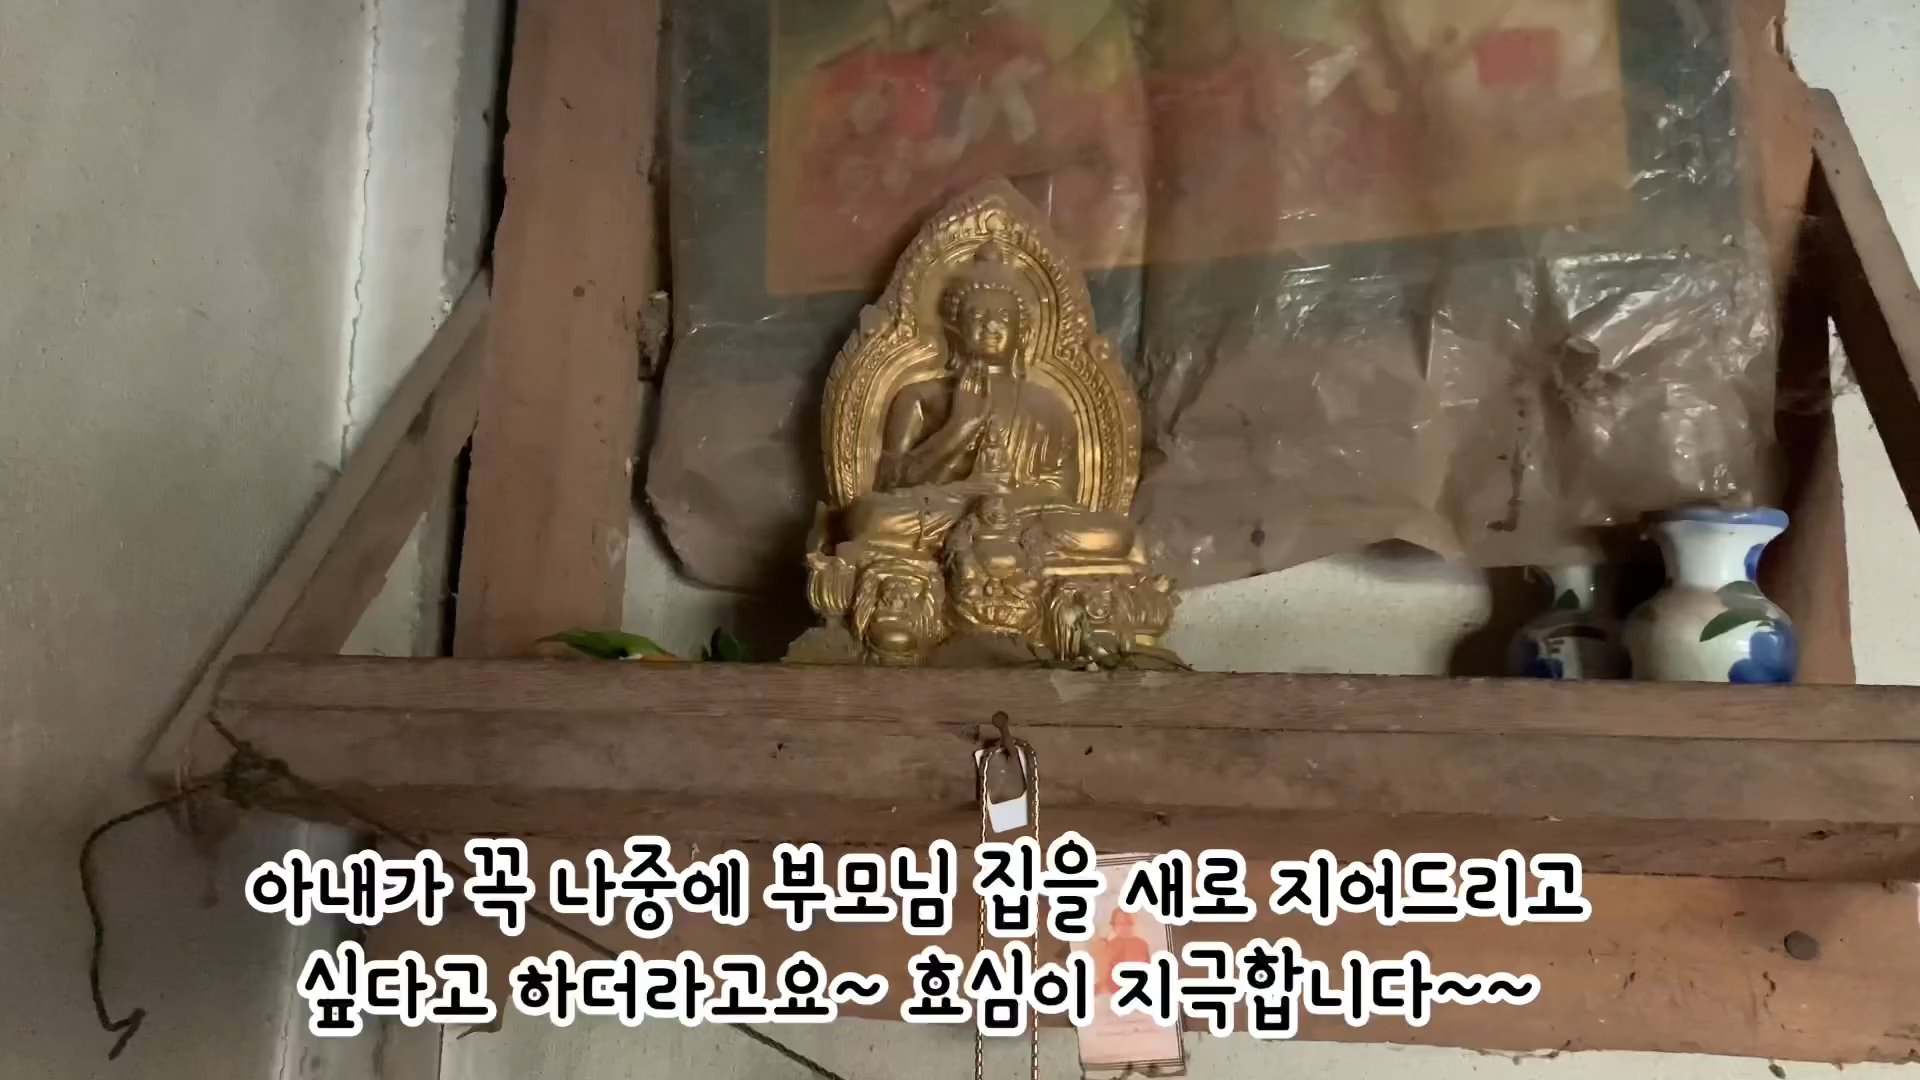 아내가 꼭 나중에 부모님 집을 새로 지어드리고
싶다고 하더라고요~ 효심이 지극합니다~~